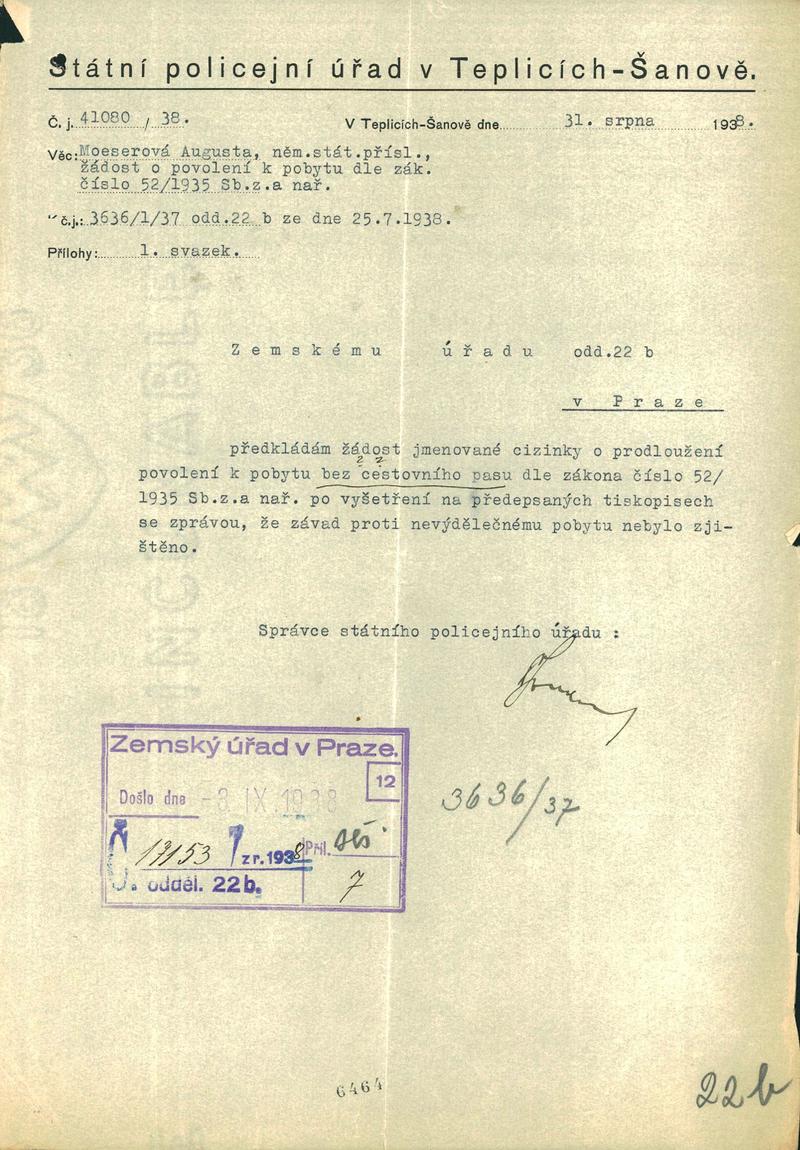 Státní policejní úřad v Teplicích-Šanově.
Č. j. 41080 / 38. V Teplicích-Šanově dne 31. srpna 1938.
Věc: Moeserová Augusta, něm.stát.přísl.,
žádost o povolení k pobytu dle zák.
číslo 52/1935 Sb.z.a nař.
č.j.: 3636/1/37 odd.22 b ze dne 25.7.1938.
Přílohy: 1. svazek.
Zemskému úřadu odd.22 b
v Praze
předkládám žádost jmenované cizinky o prodloužení
povolení k pobytu bez cestovního pasu dle zákona číslo 52/
1935 Sb.z.a nař. po vyšetření na předepsaných tiskopisech
se zprávou, že závad proti nevýdělečnému pobytu nebylo zji-
štěno.
Správce státního policejního úřadu :
Zemský úřad v Praze.
12
Došlo dne -3 IX. 1938
Č 17153 / z r. 1938 Příl.
odděl. 22b. 7
3636/37
6464
22b